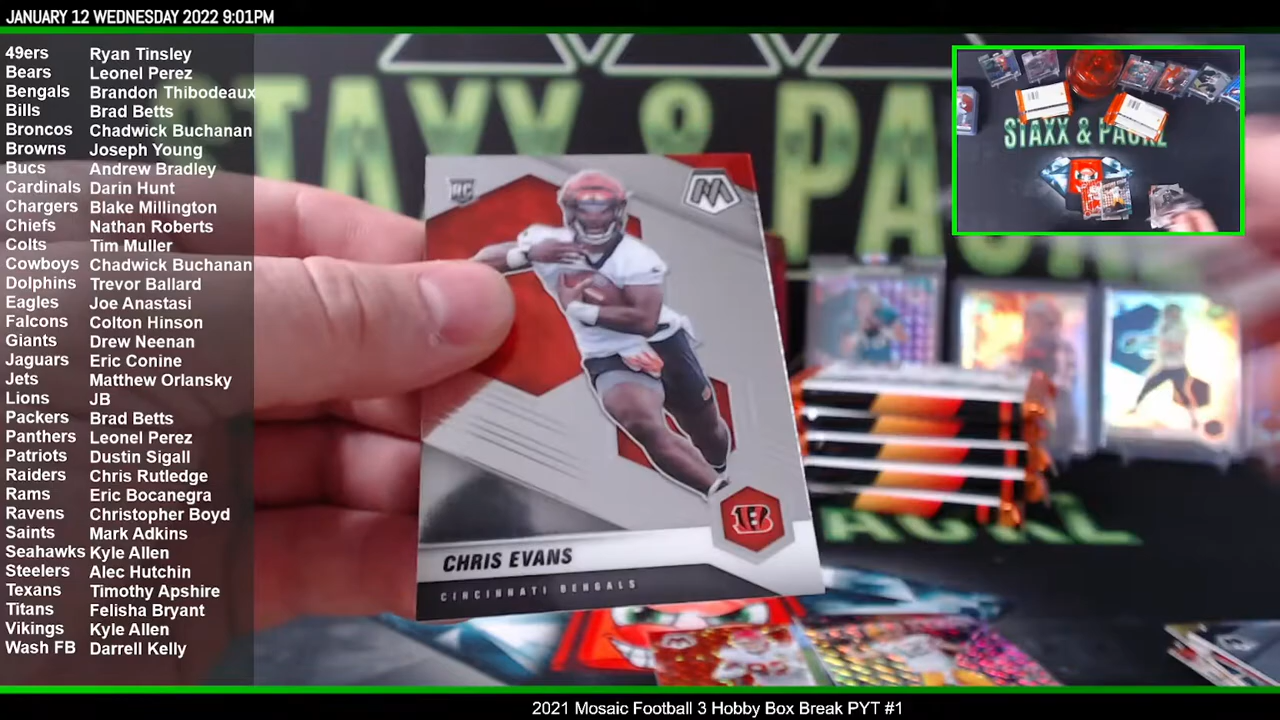 JANUARY 12 WEDNESDAY 2022 9:01PM
49ers Ryan Tinsley
Bears Leonel Perez
Bengals Brandon Thibodeaux
Bills Brad Betts
Broncos Chadwick Buchanan
Browns Joseph Young
Bucs Andrew Bradley
Cardinals Darin Hunt
Chargers Blake Millington
Chiefs Nathan Roberts
Colts Tim Muller
Cowboys Chadwick Buchanan
Dolphins Trevor Ballard
Eagles Joe Anastasi
Falcons Colton Hinson
Giants Drew Neenan
Jaguars Eric Conine
Jets Matthew Orlansky
Lions JB
Packers Brad Betts
Panthers Leonel Perez
Patriots Dustin Sigall
Raiders Chris Rutledge
Rams Eric Bocanegra
Ravens Christopher Boyd
Saints Mark Adkins
Seahawks Kyle Allen
Steelers Alec Hutchin
Texans Timothy Apshire
Titans Felisha Bryant
Vikings Kyle Allen
Wash FB Darrell Kelly
STAXX & PA
RC
M
B
CHRIS EVANS
CINCINNATI BENGALS
STAXX & PACKZ
2021 Mosaic Football 3 Hobby Box Break PYT #1